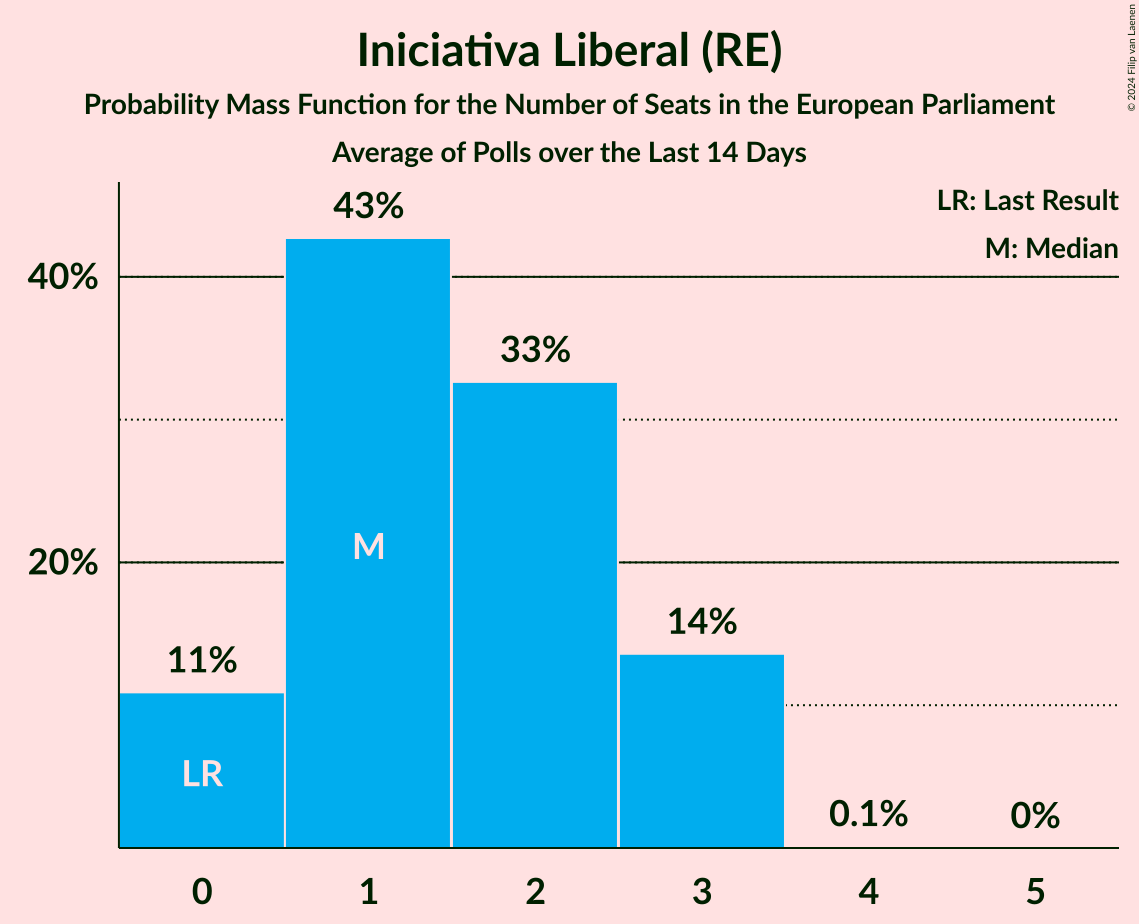 Iniciativa Liberal (RE)
Probability Mass Function for the Number of Seats in the European Parliament
Average of Polls over the Last 14 Days
© 2024 Filip van Laenen
LR: Last Result
M: Median
43%
40%
33%
M
20%
14%
11%
LR
0.1%
0%
0 1 2 3 4 5